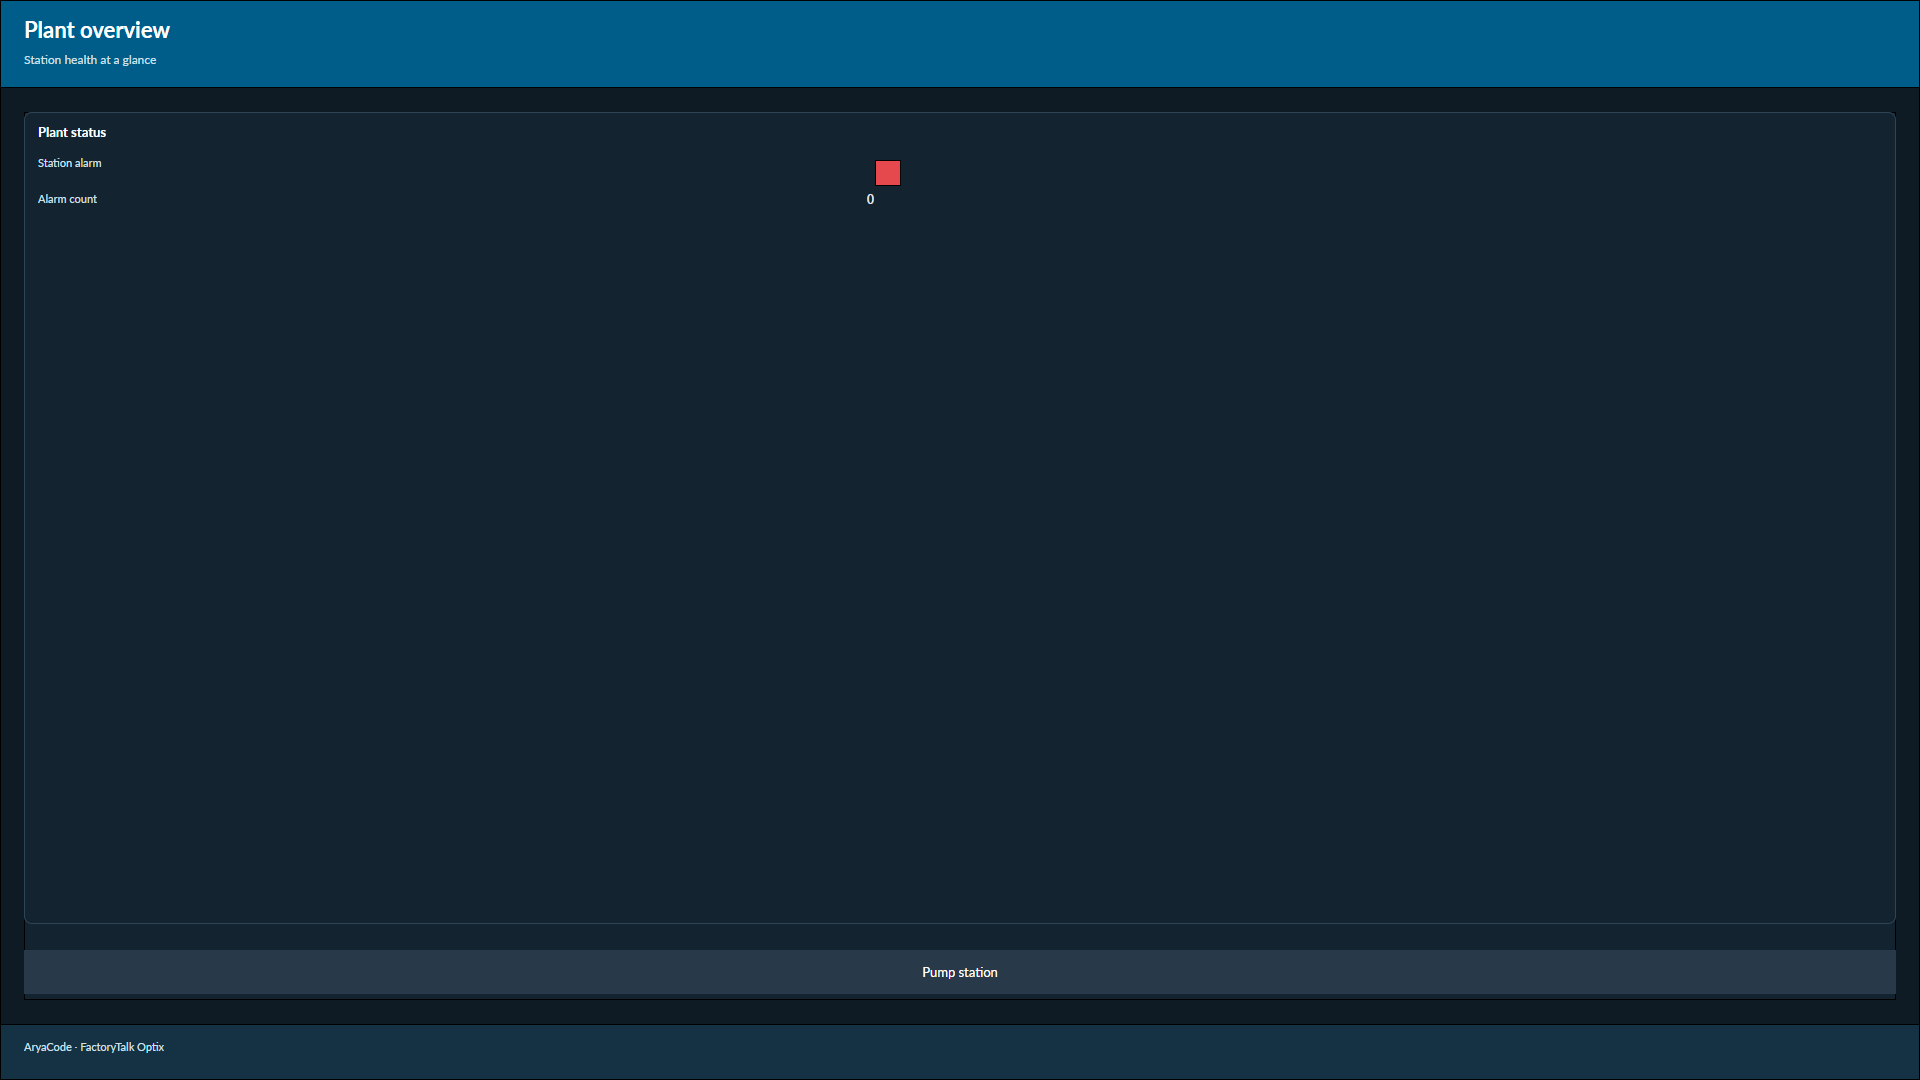 Plant overview
Station health at a glance
Plant status
Station alarm
Alarm count 0
Pump station
AryaCode · FactoryTalk Optix